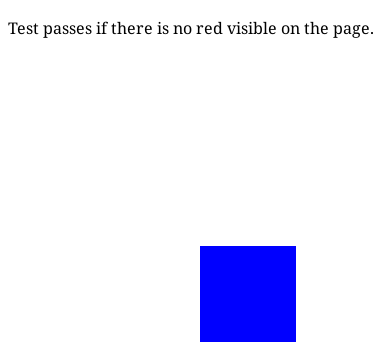 Test passes if there is no red visible on the page.